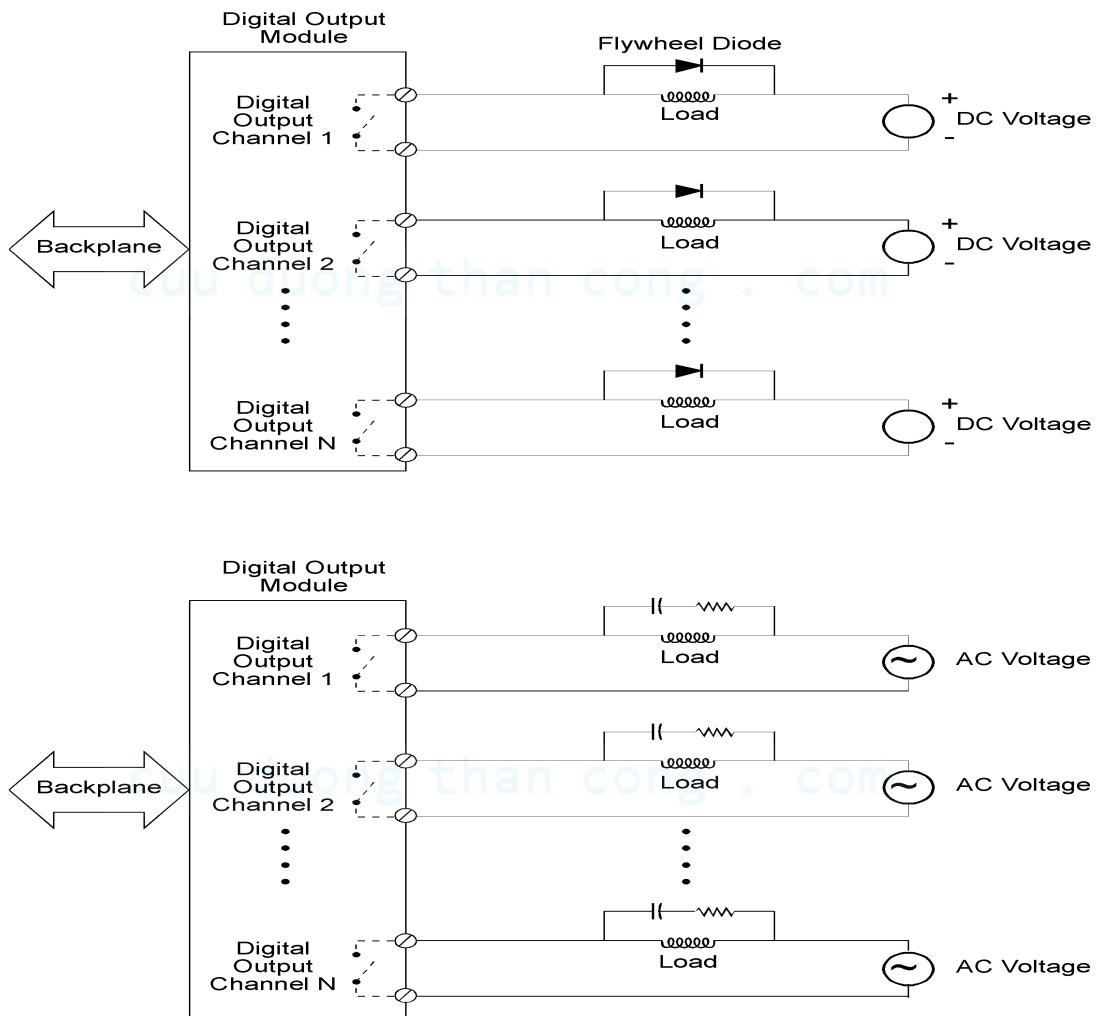 Digital Output
Module
Flywheel Diode
Digital
Output
Channel 1
Load
+
DC Voltage
-
Digital
Output
Channel 2
Load
+
DC Voltage
-
Backplane
cuu duong than cong . com
Digital
Output
Channel N
Load
+
DC Voltage
-
Digital Output
Module
Digital
Output
Channel 1
Load
~
AC Voltage
Digital
Output
Channel 2
Load
~
AC Voltage
Backplane
cuu duong than cong . com
Digital
Output
Channel N
Load
~
AC Voltage